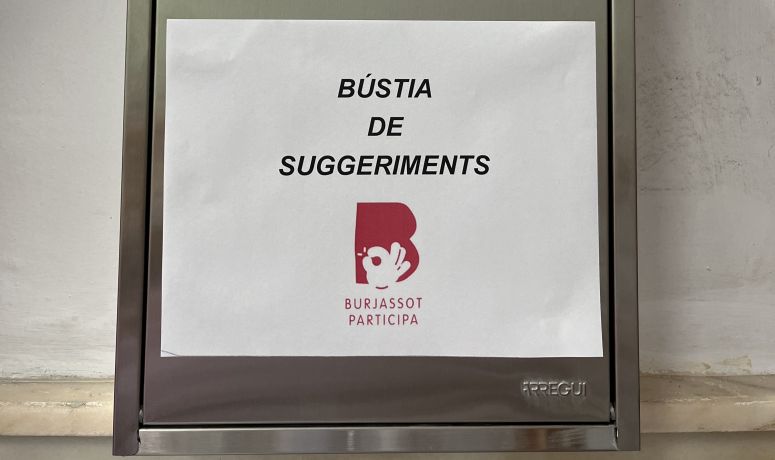 BÚSTIA
DE
SUGGERIMENTS
BURJASSOT
PARTICIPA
ARREGUI